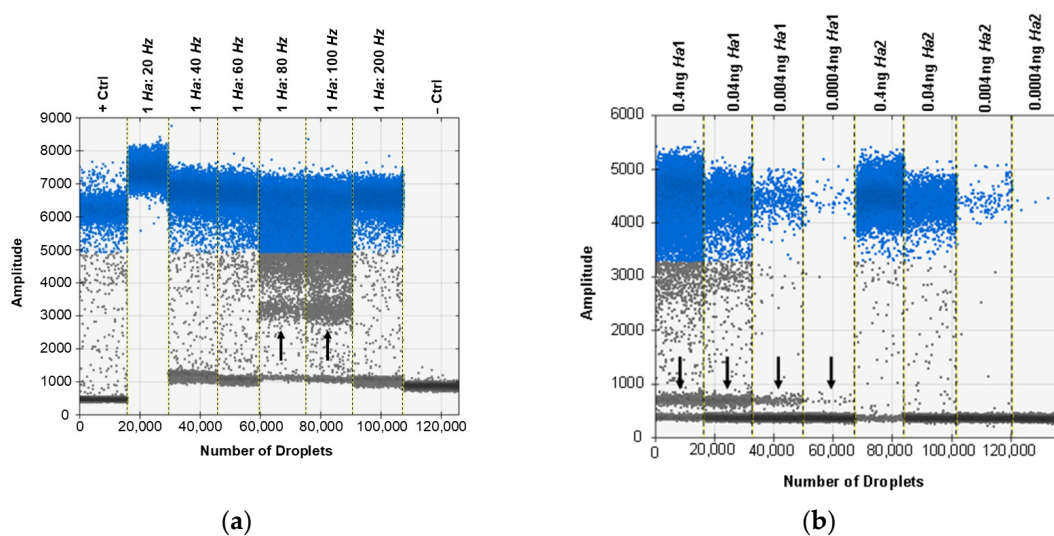 + Ctrl
1 Ha: 20 Hz
1 Ha: 40 Hz
1 Ha: 60 Hz
1 Ha: 80 Hz
1 Ha: 100 Hz
1 Ha: 200 Hz
– Ctrl
9000
8000
7000
6000
5000
4000
3000
2000
1000
0
Amplitude
0 20,000 40,000 60,000 80,000 100,000 120,000
Number of Droplets
(a)
0.4ng Ha1
0.04ng Ha1
0.004ng Ha1
0.0004ng Ha1
0.4ng Ha2
0.04ng Ha2
0.004ng Ha2
0.0004ng Ha2
6000
5000
4000
3000
2000
1000
0
Amplitude
0 20,000 40,000 60,000 80,000 100,000 120,000
Number of Droplets
(b)